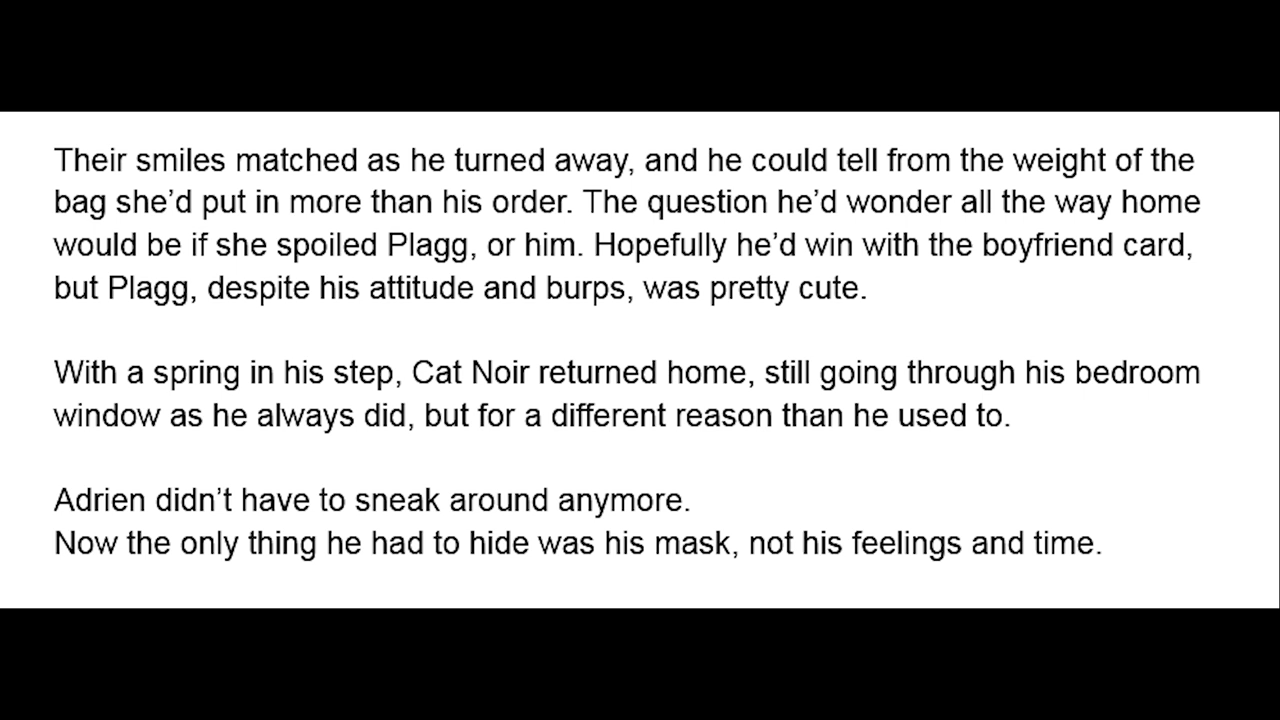 Their smiles matched as he turned away, and he could tell from the weight of the
bag she’d put in more than his order. The question he’d wonder all the way home
would be if she spoiled Plagg, or him. Hopefully he’d win with the boyfriend card,
but Plagg, despite his attitude and burps, was pretty cute.
With a spring in his step, Cat Noir returned home, still going through his bedroom
window as he always did, but for a different reason than he used to.
Adrien didn’t have to sneak around anymore.
Now the only thing he had to hide was his mask, not his feelings and time.